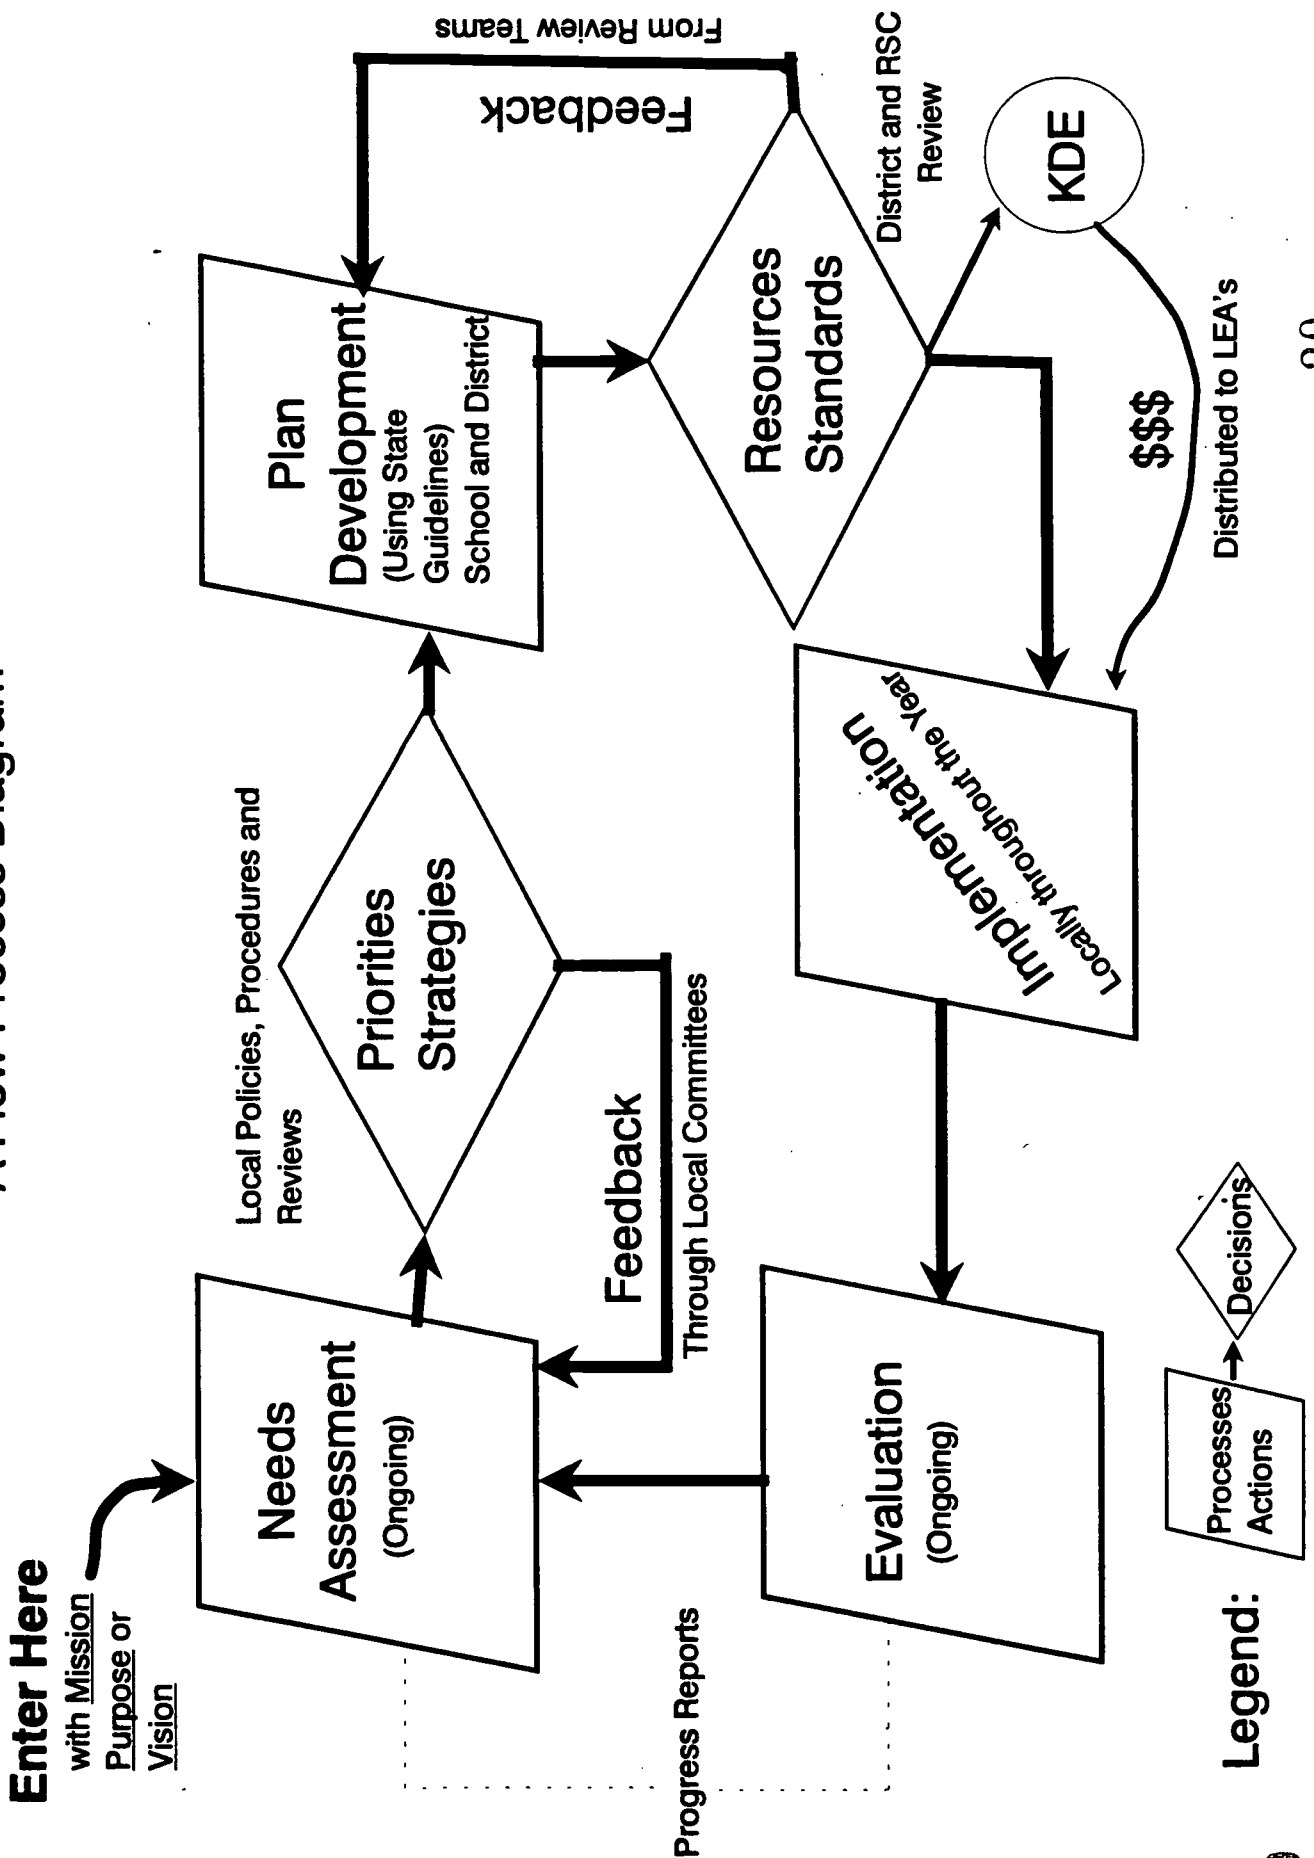 A Flow Process Diagram
Enter Here
with Mission
Purpose or
Vision
Needs
Assessment
(Ongoing)
Local Policies, Procedures and
Reviews
Priorities
Strategies
Feedback
Through Local Committees
Plan
Development
(Using State
Guidelines)
School and District
Feedback
From Review Teams
Resources
Standards
District and RSC
Review
KDE
$$$
Distributed to LEA's
Implementation
Locally throughout the Year
Evaluation
(Ongoing)
Progress Reports
Legend:
Processes
Actions
Decisions